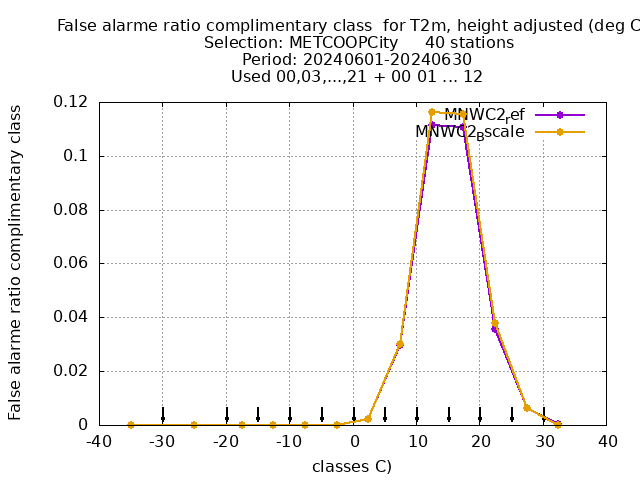 False alarme ratio complimentary class for T2m, height adjusted (deg C
Selection: METCOOPCity 40 stations
Period: 20240601-20240630
Used 00,03,...,21 + 00 01 ... 12
False alarme ratio complimentary class
MNWC2ref
MNWC2Bscale
0.12
0.1
0.08
0.06
0.04
0.02
0
-40 -30 -20 -10 0 10 20 30 40
classes C)